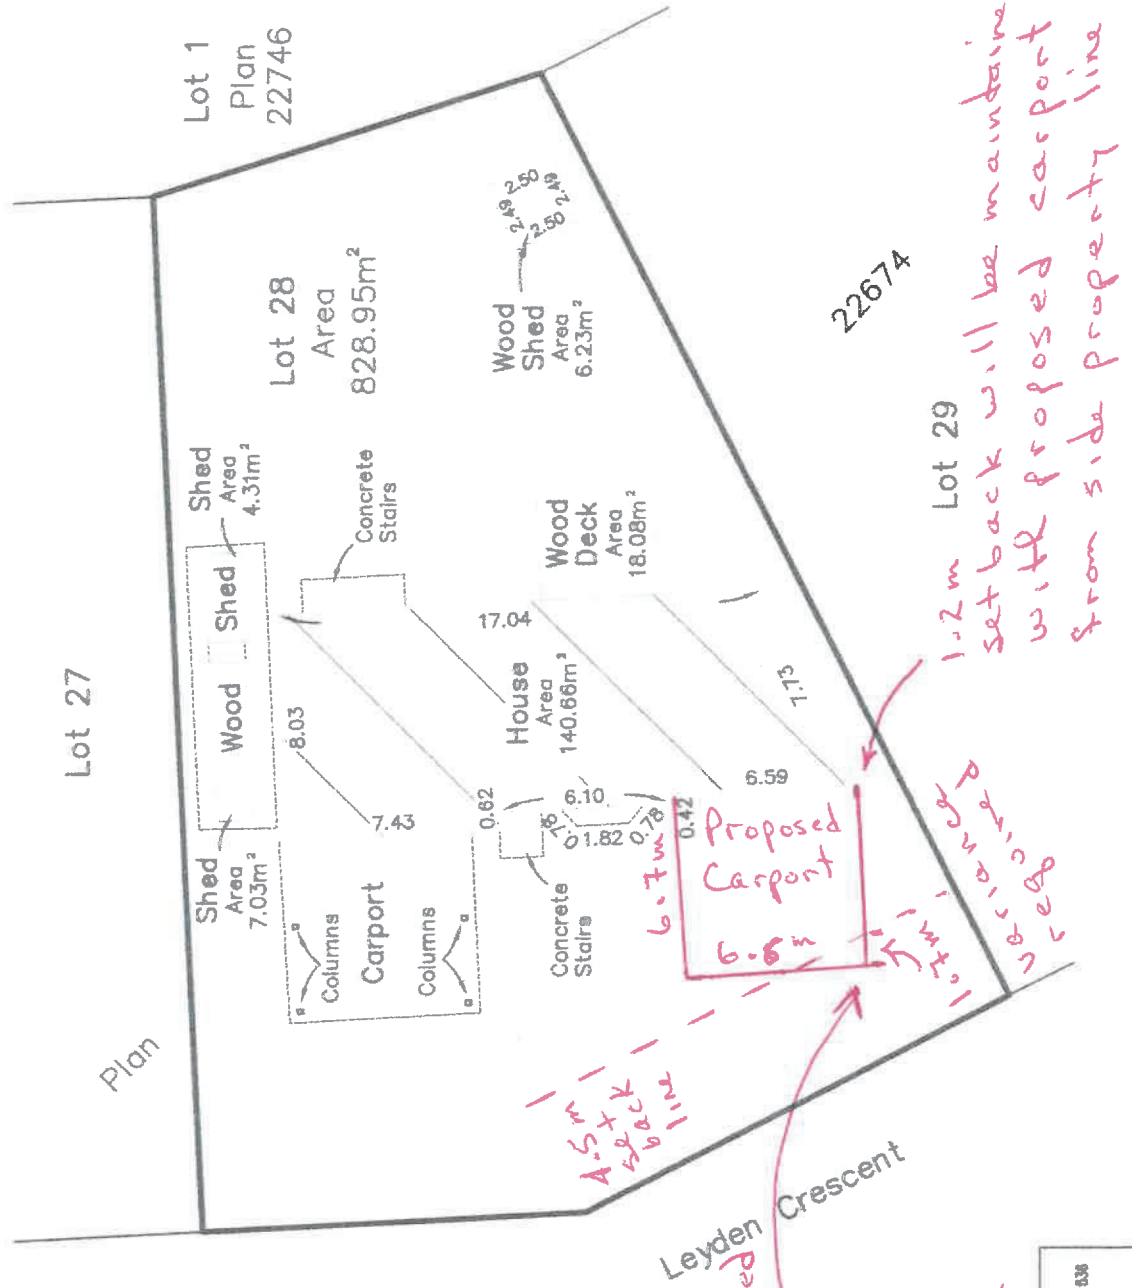 Lot 1
Plan
22746
Lot 27
Lot 28
Area
828.95m²
Shed
Area
4.31m²
Wood Shed
Shed
Area
7.03m²
Concrete
Stairs
Wood
Shed
Area
6.23m²
2.49
2.50
2.50
2.49
Wood
Deck
Area
18.08m²
17.04
7.73
House
Area
140.66m²
8.03
7.43
0.62
6.10
0.78
1.82
0.78
0.42
6.59
Columns
Carport
Columns
Concrete
Stairs
Proposed
Carport
6.7m
6.6m
1.7m
variance
required
4.5m
set
back
line
Plan
22674
Lot 29
1.2m
setback will be maintaine
with proposed carport
from side property line
Leyden Crescent
ed
636